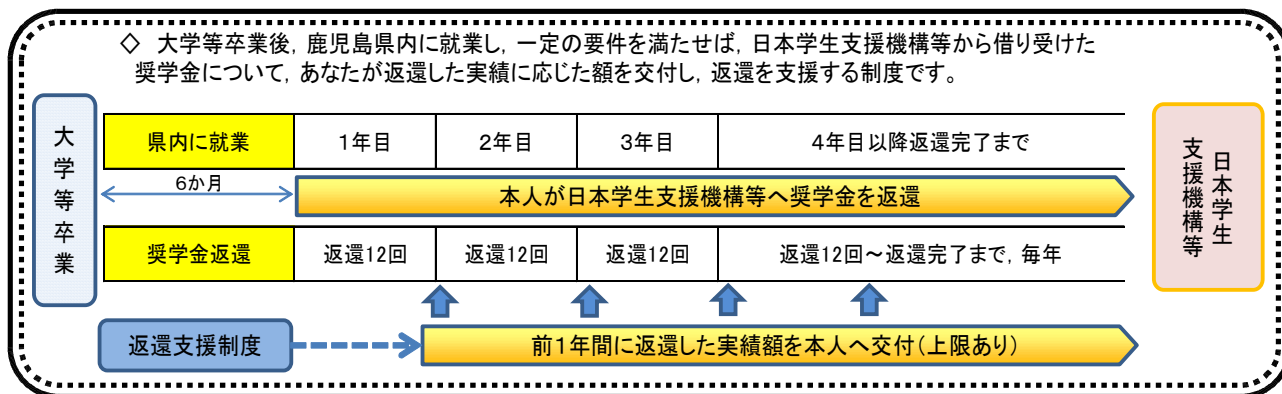 ◇ 大学等卒業後，鹿児島県内に就業し，一定の要件を満たせば，日本学生支援機構等から借り受けた
奨学金について，あなたが返還した実績に応じた額を交付し，返還を支援する制度です。
大学等卒業
県内に就業
1年目
2年目
3年目
4年目以降返還完了まで
6か月
本人が日本学生支援機構等へ奨学金を返還
奨学金返還
返還12回
返還12回
返還12回
返還12回～返還完了まで，毎年
返還支援制度
前１年間に返還した実績額を本人へ交付（上限あり）
日本学生
支援機構等